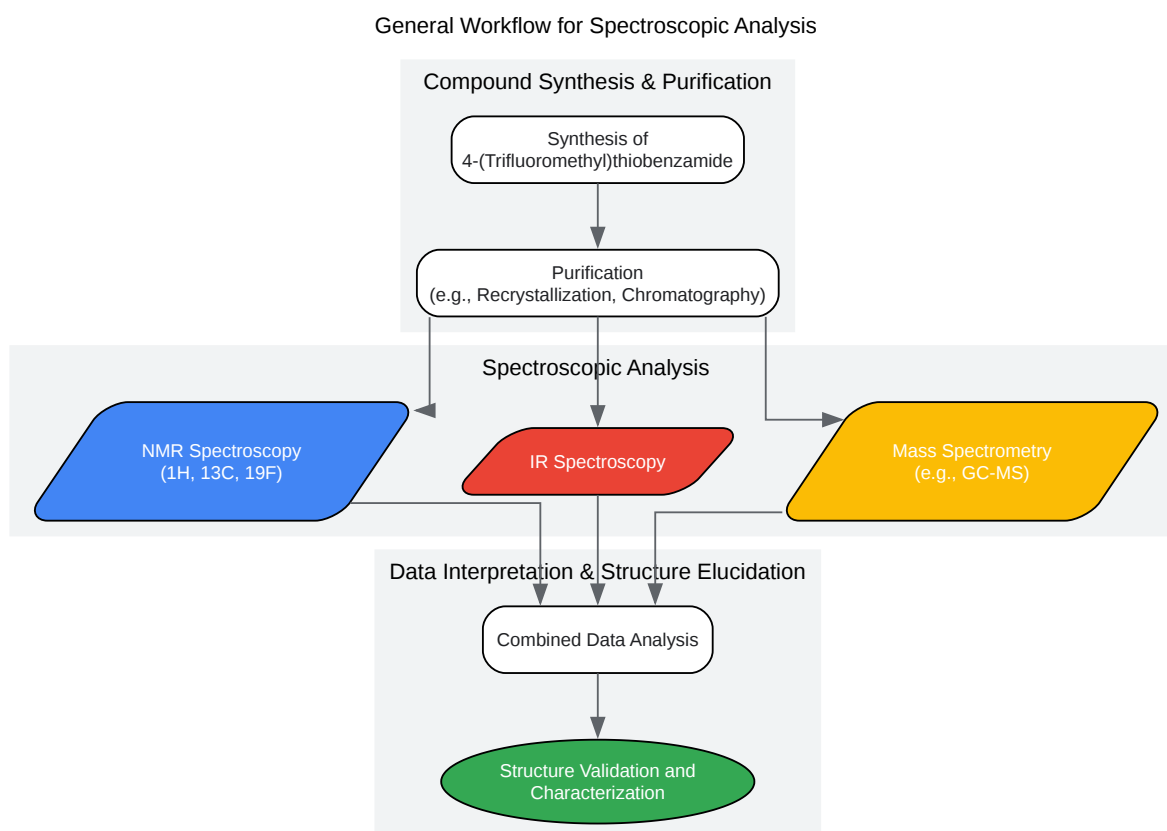 General Workflow for Spectroscopic Analysis
Compound Synthesis & Purification
Synthesis of
4-(Trifluoromethyl)thiobenzamide
Purification
(e.g., Recrystallization, Chromatography)
Spectroscopic Analysis
NMR Spectroscopy
(1H, 13C, 19F)
IR Spectroscopy
Mass Spectrometry
(e.g., GC-MS)
Data Interpretation & Structure Elucidation
Combined Data Analysis
Structure Validation and
Characterization